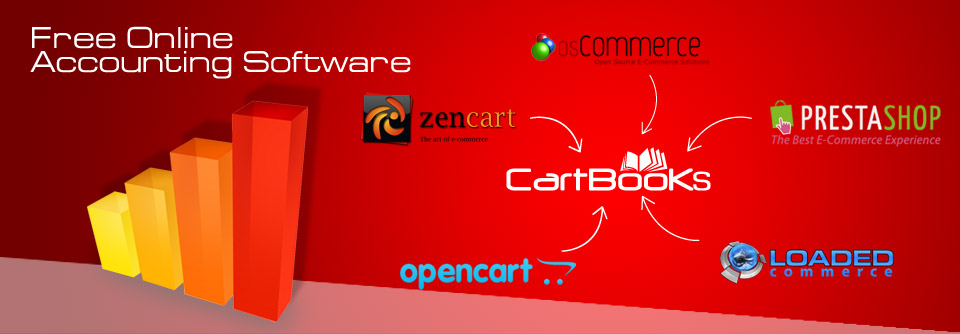 Free Online
Accounting Software
osCommerce
Open Source E-Commerce Solutions
zencart
The art of e-commerce
PRESTASHOP
The Best E-Commerce Experience
CartBooks
opencart
LOADED
commerce